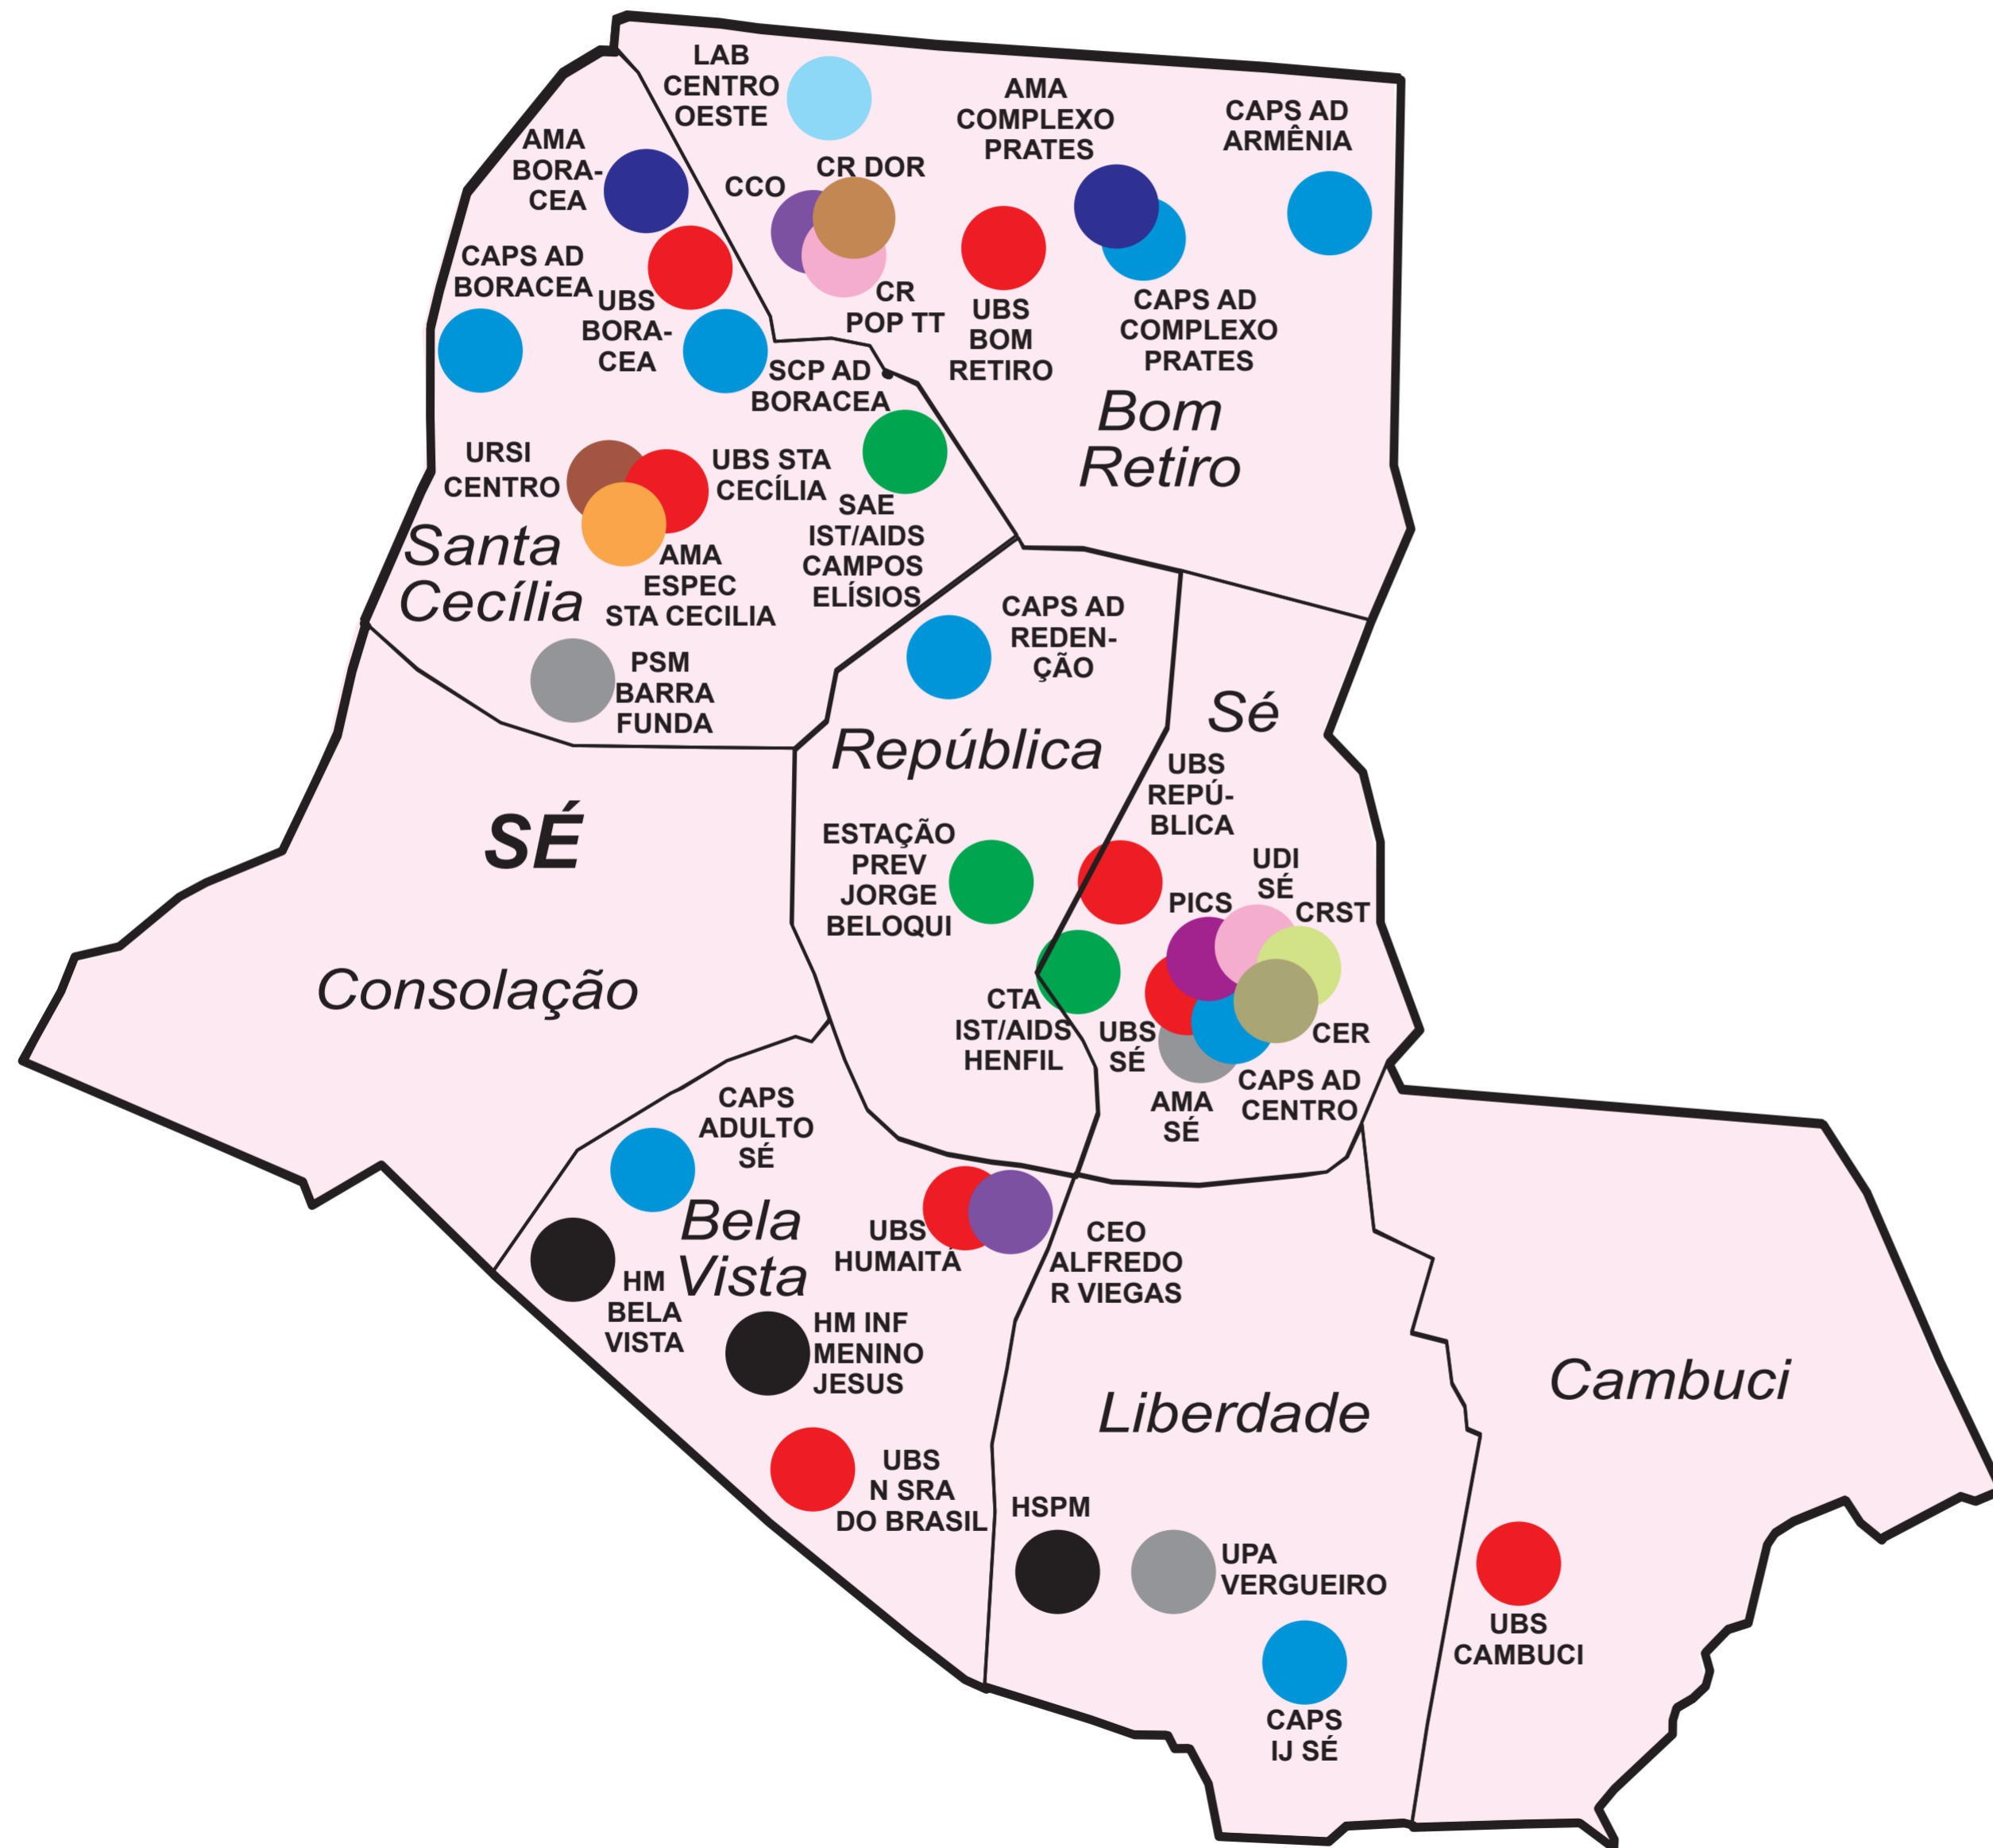 LAB
CENTRO
OESTE
AMA
COMPLEXO
PRATES
CAPS AD
ARMÊNIA
AMA
BORA-
CEA
CCO
CR DOR
CAPS AD
BORACEA
UBS
BORA-
CEA
CR
POP TT
UBS
BOM
RETIRO
CAPS AD
COMPLEXO
PRATES
SCP AD
BORACEA
Bom
Retiro
URSI
CENTRO
UBS STA
CECÍLIA
SAE
IST/AIDS
CAMPOS
ELÍSIOS
Santa
Cecília
AMA
ESPEC
STA CECILIA
CAPS AD
REDEN-
ÇÃO
PSM
BARRA
FUNDA
Sé
República
UBS
REPÚ-
BLICA
SÉ
ESTAÇÃO
PREV
JORGE
BELOQUI
UDI
SÉ
PICS
CRST
Consolação
CTA
IST/AIDS
HENFIL
UBS
SÉ
CER
AMA
SÉ
CAPS AD
CENTRO
CAPS
ADULTO
SÉ
Bela
Vista
UBS
HUMAITÁ
CEO
ALFREDO
R VIEGAS
HM
BELA
VISTA
HM INF
MENINO
JESUS
Liberdade
Cambuci
UBS
N SRA
DO BRASIL
HSPM
UPA
VERGUEIRO
UBS
CAMBUCI
CAPS
IJ SÉ